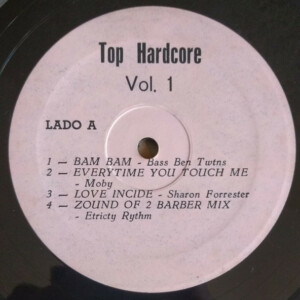 Top Hardcore
Vol. 1
LADO A
1 — BAM BAM - Bass Ben Twtns
2 — EVERYTIME YOU TOUCH ME
- Moby
3 — LOVE INCIDE - Sharon Forrester
4 — ZOUND OF 2 BARBER MIX
- Etricty Rythm